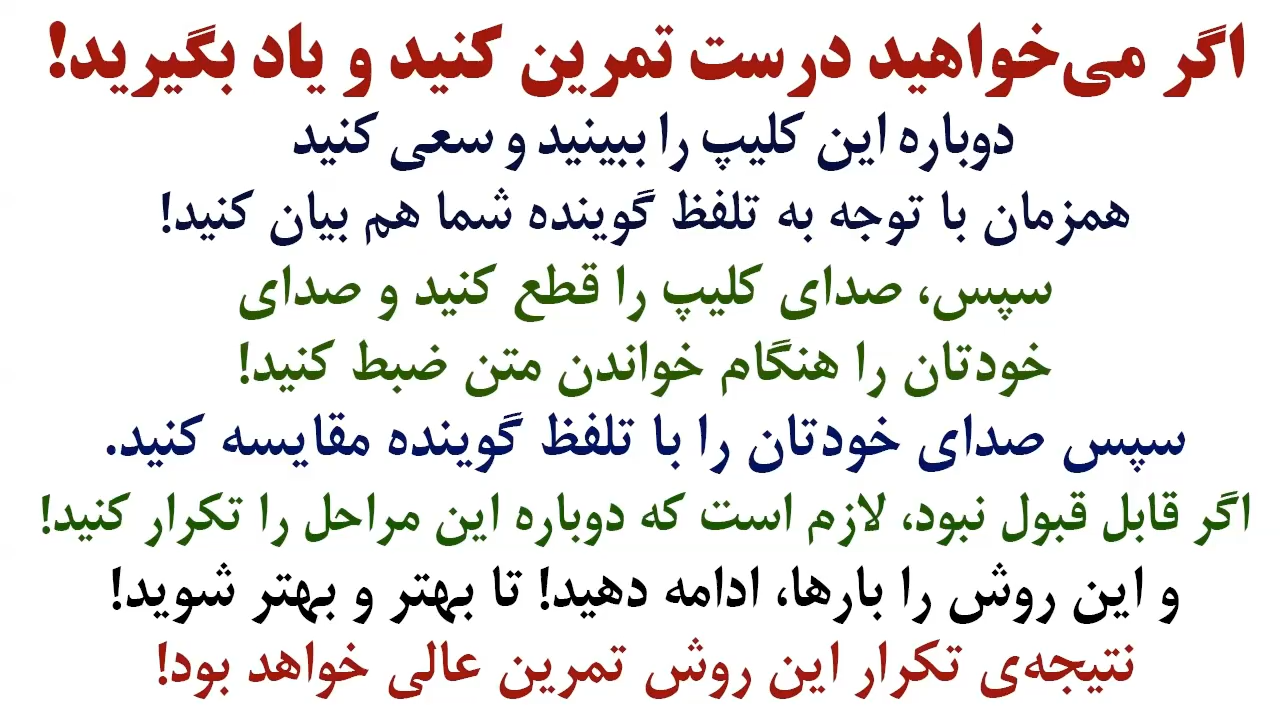 اگر می‌خواهید درست تمرین کنید و یاد بگیرید!
دوباره این کلیپ را ببینید و سعی کنید
همزمان با توجه به تلفظ گوینده شما هم بیان کنید!
سپس، صدای کلیپ را قطع کنید و صدای
خودتان را هنگام خواندن متن ضبط کنید!
سپس صدای خودتان را با تلفظ گوینده مقایسه کنید.
اگر قابل قبول نبود، لازم است که دوباره این مراحل را تکرار کنید!
و این روش را بارها، ادامه دهید! تا بهتر و بهتر شوید!
نتیجه‌ی تکرار این روش تمرین عالی خواهد بود!